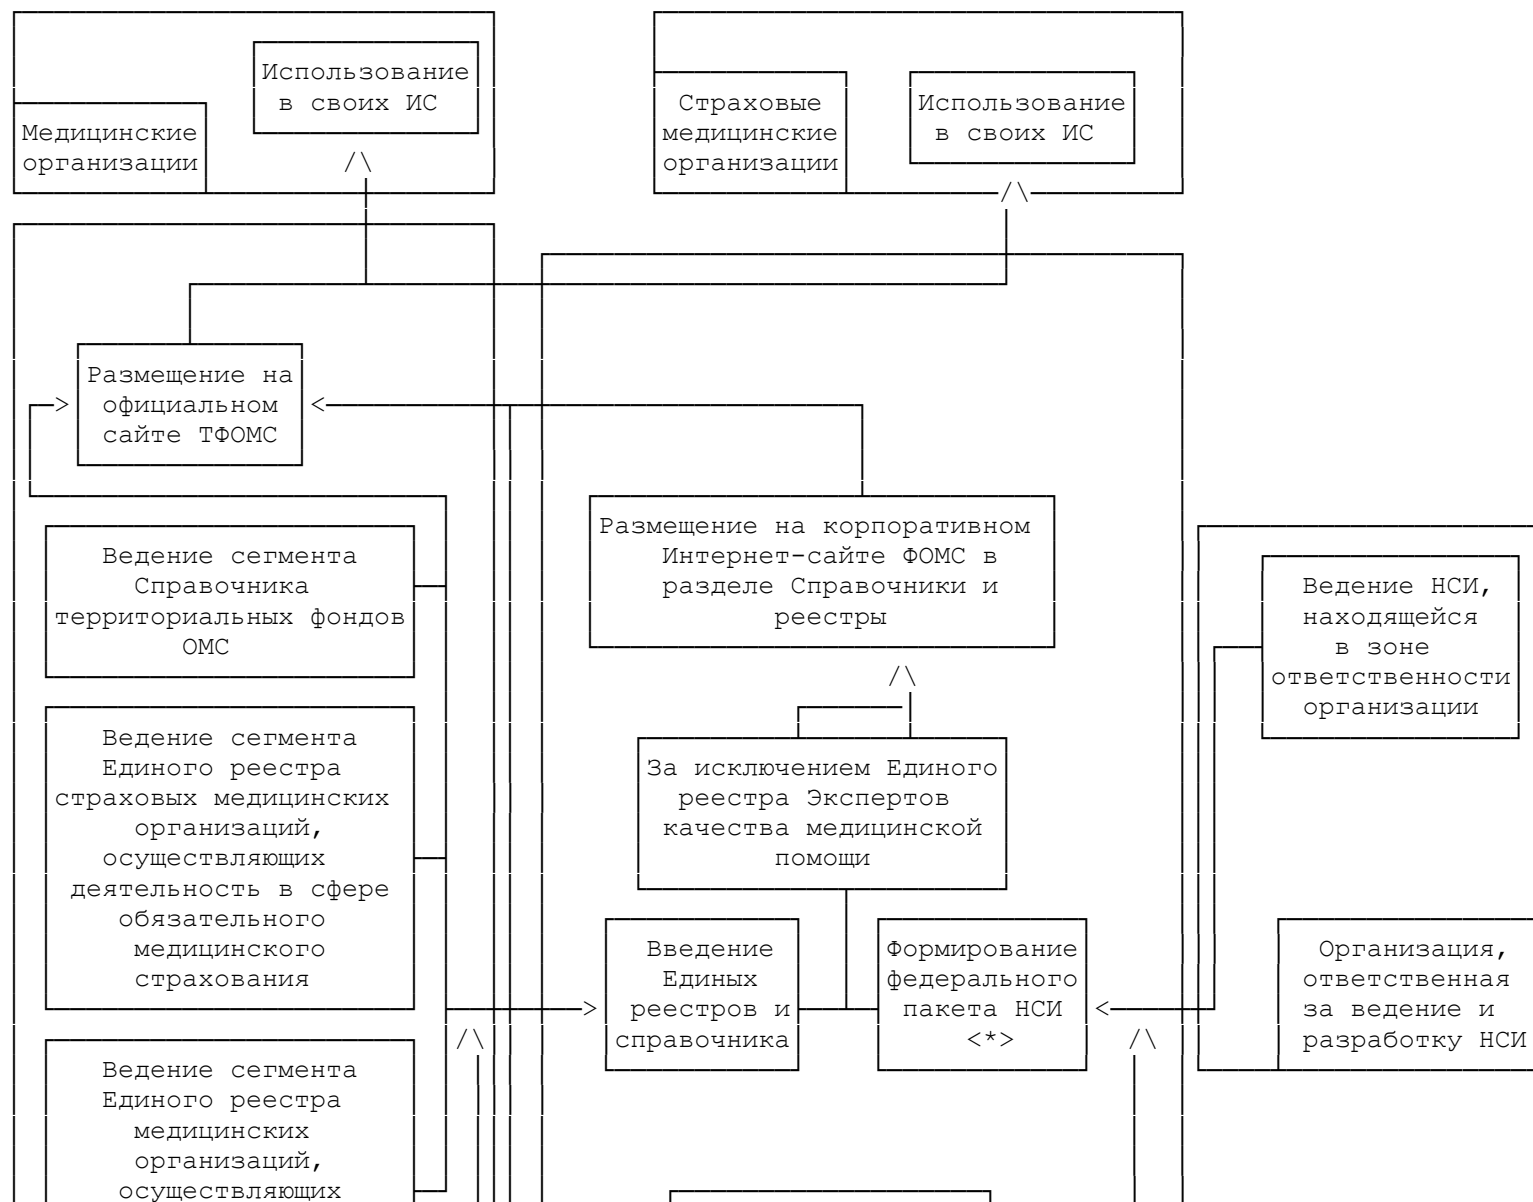 Использование
в своих ИС
Медицинские
организации
/\
Страховые
медицинские
организации
Использование
в своих ИС
/\
Размещение на
официальном
сайте ТФОМС
>
<
Ведение сегмента
Справочника
территориальных фондов
ОМС
Ведение сегмента
Единого реестра
страховых медицинских
организаций,
осуществляющих
деятельность в сфере
обязательного
медицинского
страхования
Ведение сегмента
Единого реестра
медицинских
организаций,
осуществляющих
/\
Размещение на корпоративном
Интернет-сайте ФОМС в
разделе Справочники и
реестры
/\
За исключением Единого
реестра Экспертов
качества медицинской
помощи
>
Введение
Единых
реестров и
справочника
Формирование
федерального
пакета НСИ
<*>
<
/\
Ведение НСИ,
находящейся
в зоне
ответственности
организации
Организация,
ответственная
за ведение и
разработку НСИ